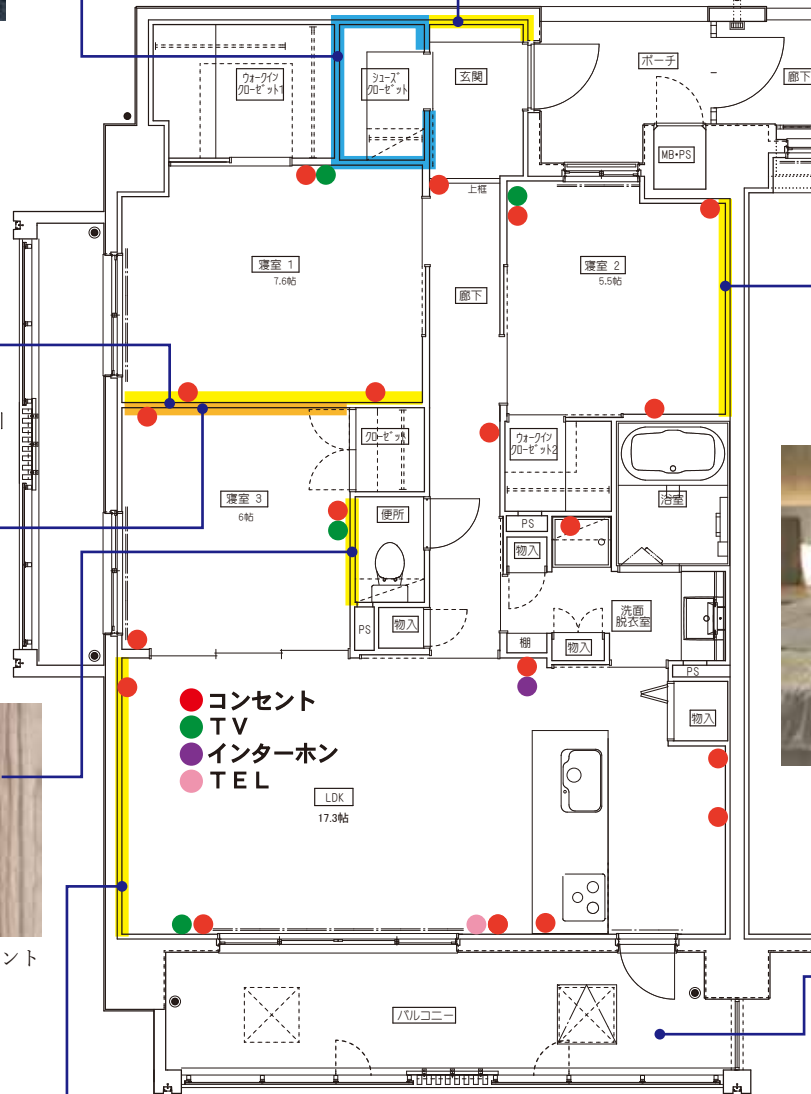 ポーチ
廊下
ウォークイン
クローゼット1
シューズ
クローゼット
玄関
MB・PS
上框
寝室 1
7.6帖
寝室 2
5.5帖
廊下
クローゼット
ウォークイン
クローゼット2
浴室
寝室 3
6帖
便所
PS
物入
PS
物入
洗面
脱衣室
棚
物入
PS
物入
コンセント
TV
インターホン
TEL
LDK
17.3帖
ント
バルコニー